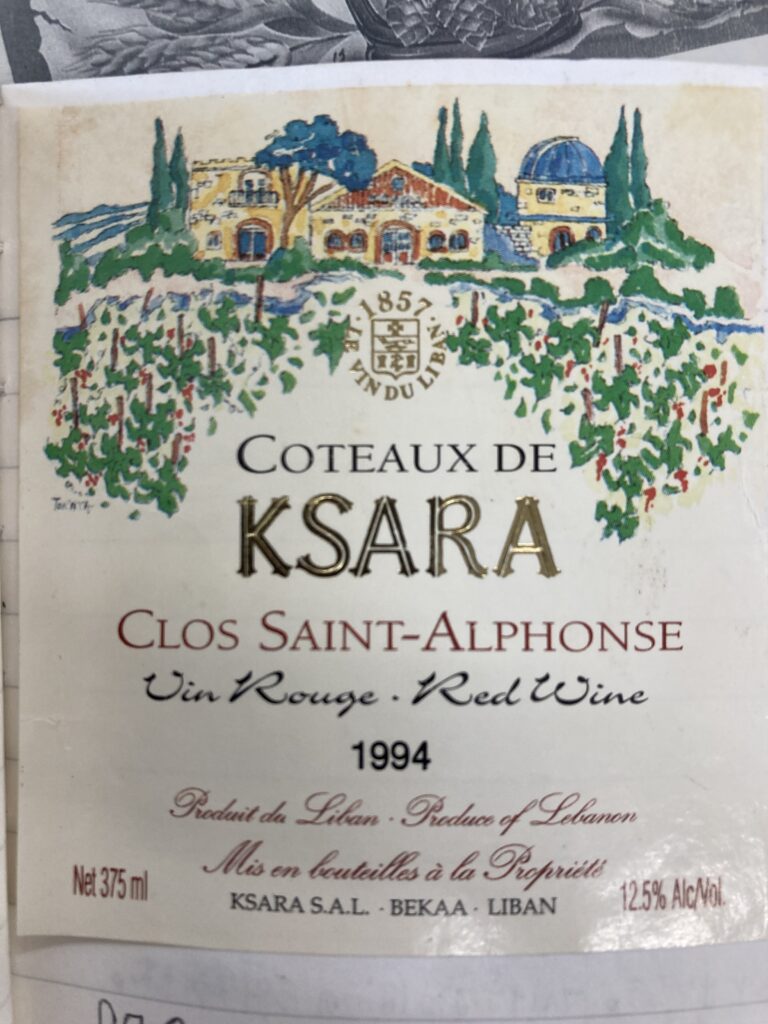 · 1857 ·
LE VIN DU LIBAN
COTEAUX DE
KSARA
CLOS SAINT-ALPHONSE
Vin Rouge · Red Wine
1994
Produit du Liban · Produce of Lebanon
Mis en bouteilles à la Propriété
Net 375 ml
KSARA S.A.L. · BEKAA · LIBAN
12.5% Alc/Vol.